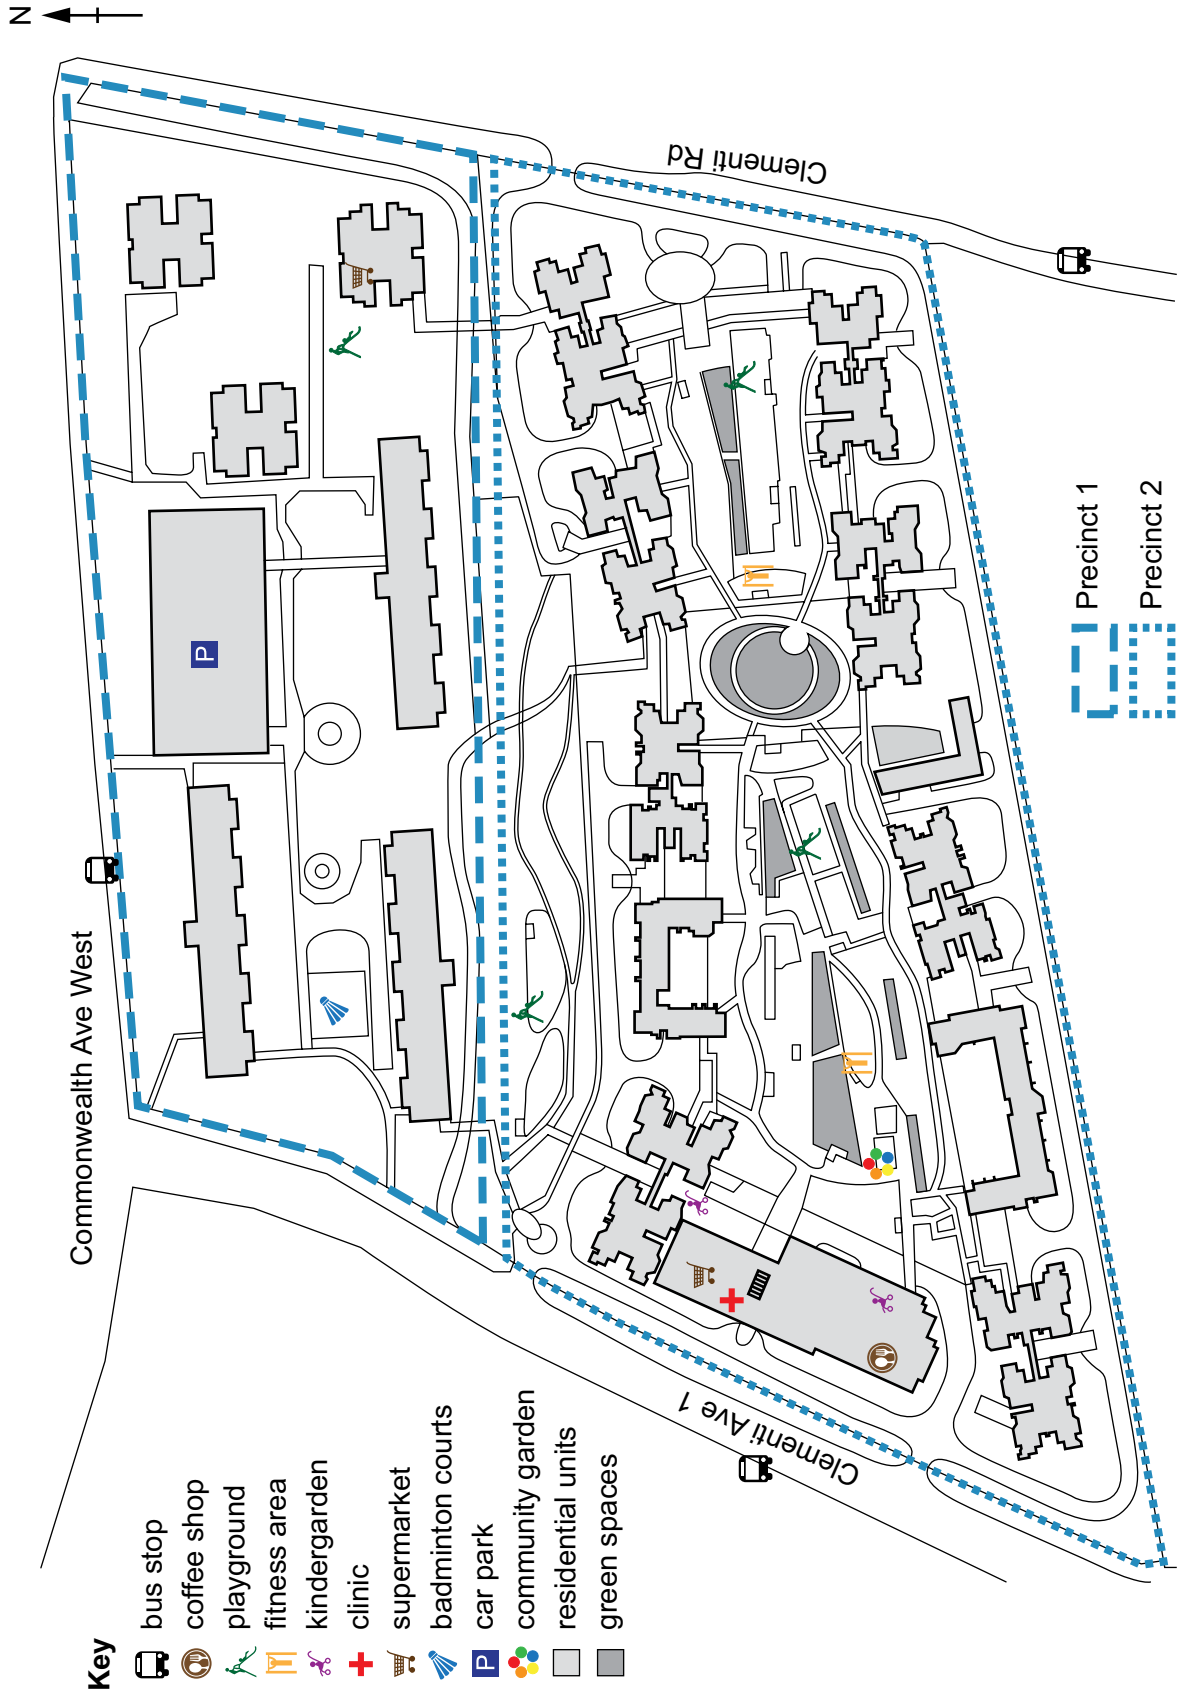 N
Commonwealth Ave West
Clementi Rd
P
Clementi Ave 1
Key
bus stop
coffee shop
playground
fitness area
kindergarden
clinic
supermarket
badminton courts
P car park
community garden
residential units
green spaces
Precinct 1
Precinct 2